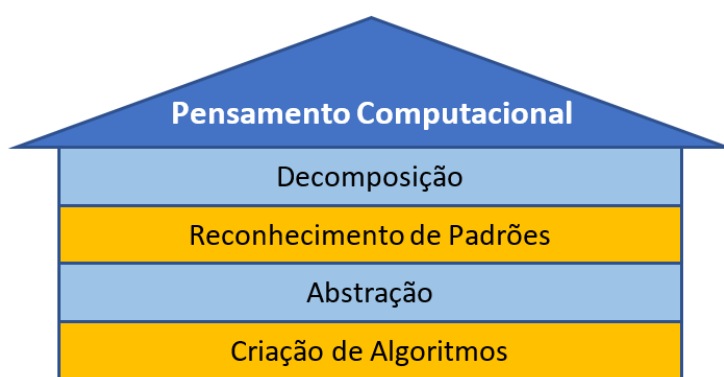 Pensamento Computacional
Decomposição
Reconhecimento de Padrões
Abstração
Criação de Algoritmos